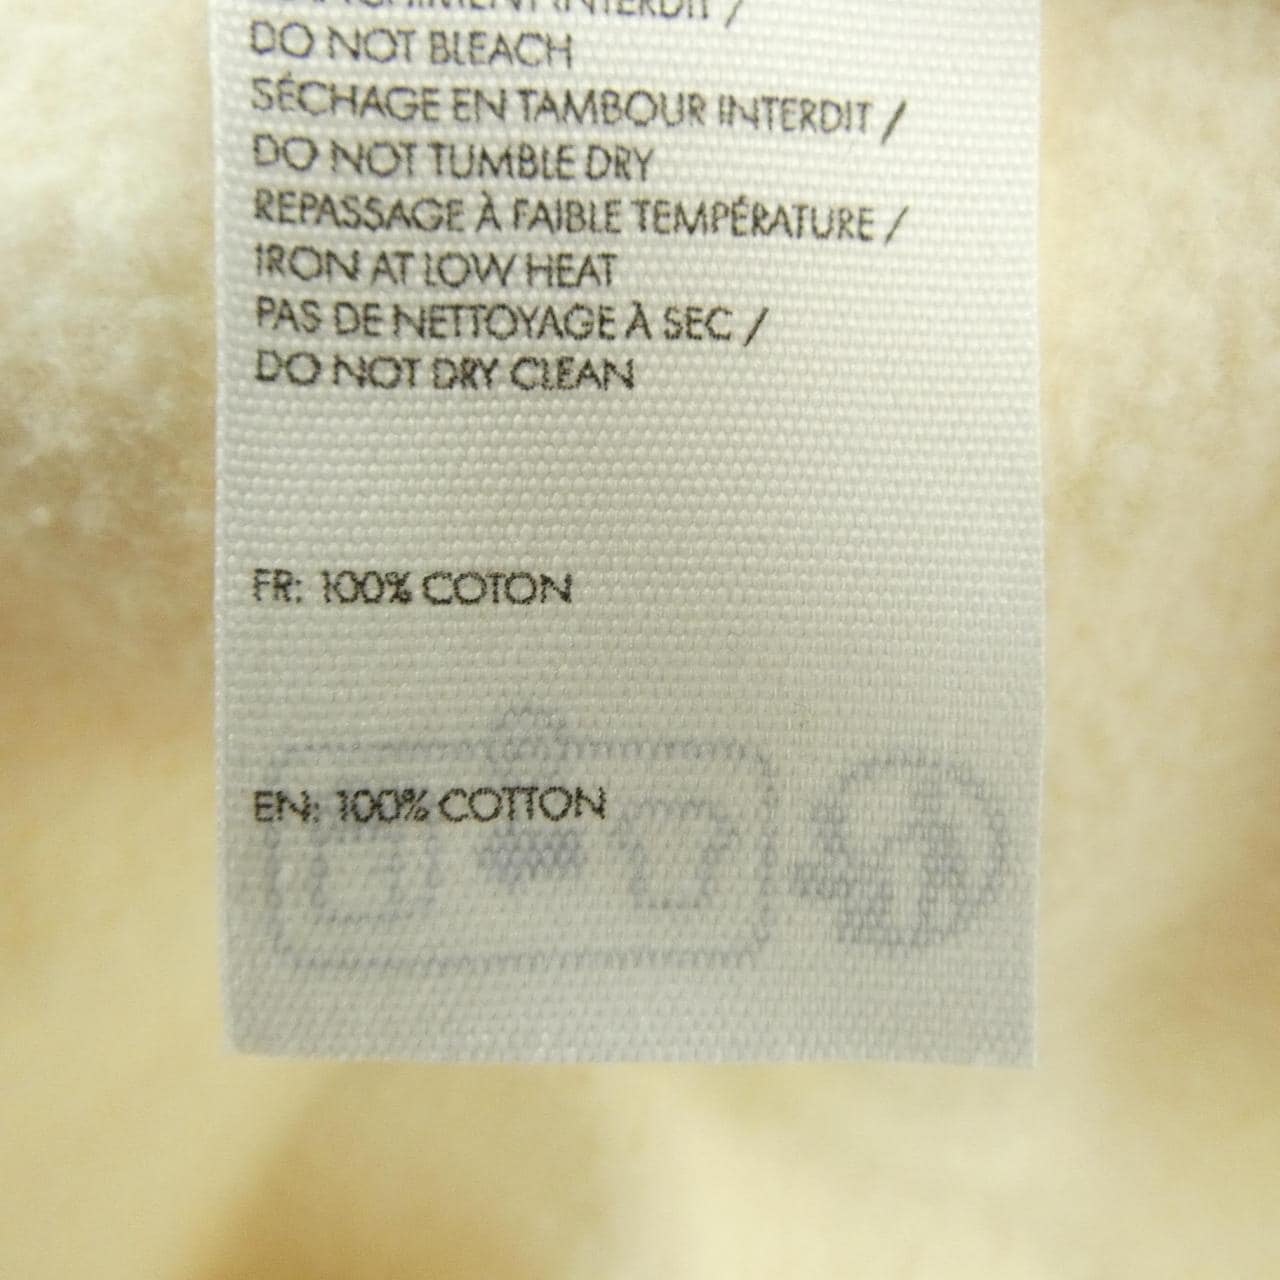 INTERDIT /
DO NOT BLEACH
SÉCHAGE EN TAMBOUR INTERDIT /
DO NOT TUMBLE DRY
REPASSAGE À FAIBLE TEMPÉRATURE /
IRON AT LOW HEAT
PAS DE NETTOYAGE À SEC /
DO NOT DRY CLEAN
FR: 100% COTON
EN: 100% COTTON